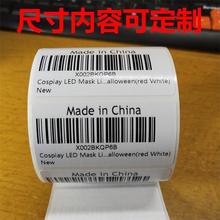 尺寸内容可定制
Made in China
X002BKQP6B
Cosplay LED Mask Li...alloween(red White)
New
Made in China
X002BKQP6B
Cosplay LED Mask Li...alloween(red White)
New